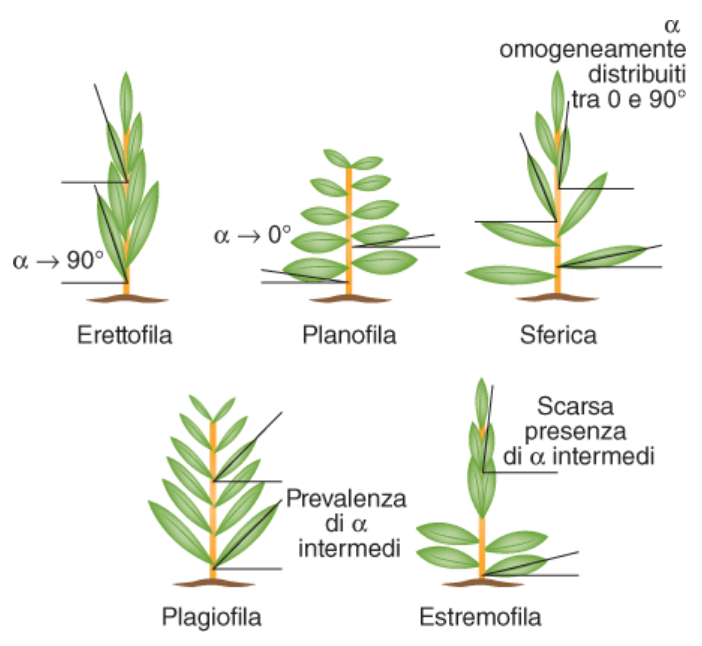 α
omogeneamente
distribuiti
tra 0 e 90°
α → 90°
α → 0°
Erettofila
Planofila
Sferica
Scarsa
presenza
di α intermedi
Prevalenza
di α
intermedi
Plagiofila
Estremofila